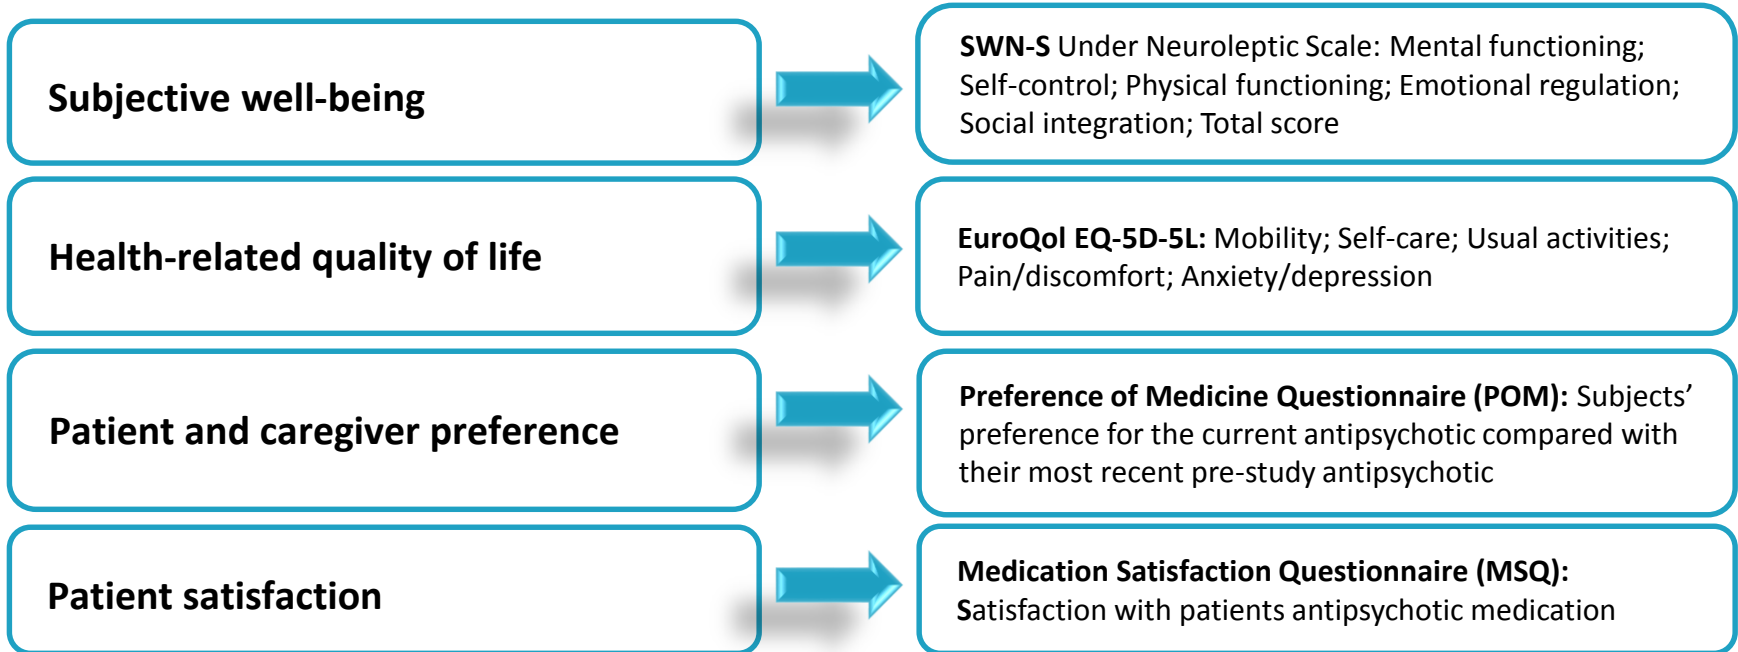 Subjective well-being
SWN-S Under Neuroleptic Scale: Mental functioning;
Self-control; Physical functioning; Emotional regulation;
Social integration; Total score
Health-related quality of life
EuroQol EQ-5D-5L: Mobility; Self-care; Usual activities;
Pain/discomfort; Anxiety/depression
Patient and caregiver preference
Preference of Medicine Questionnaire (POM): Subjects’
preference for the current antipsychotic compared with
their most recent pre-study antipsychotic
Patient satisfaction
Medication Satisfaction Questionnaire (MSQ):
Satisfaction with patients antipsychotic medication